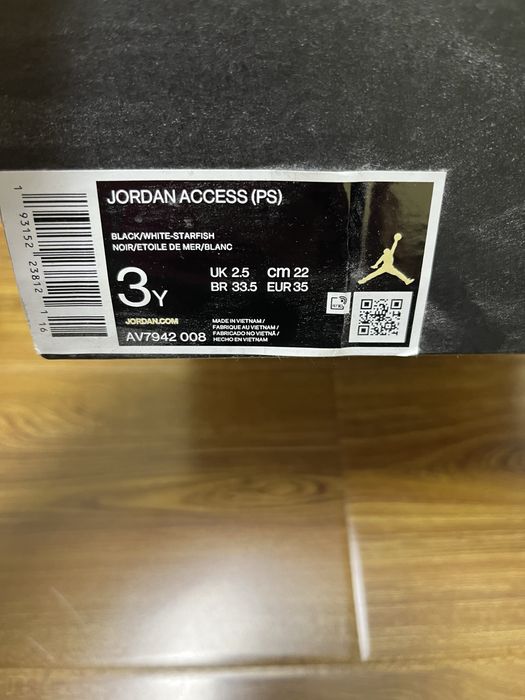 JORDAN ACCESS (PS)
BLACK/WHITE-STARFISH
NOIR/ETOILE DE MER/BLANC
3Y
UK 2.5 cm 22
BR 33.5 EUR 35
JORDAN.COM
AV7942 008
MADE IN VIETNAM /
FABRIQUE AU VIETNAM /
FABRICADO NO VIETNÃ /
HECHO EN VIETNAM
1 93152 23812 1 16